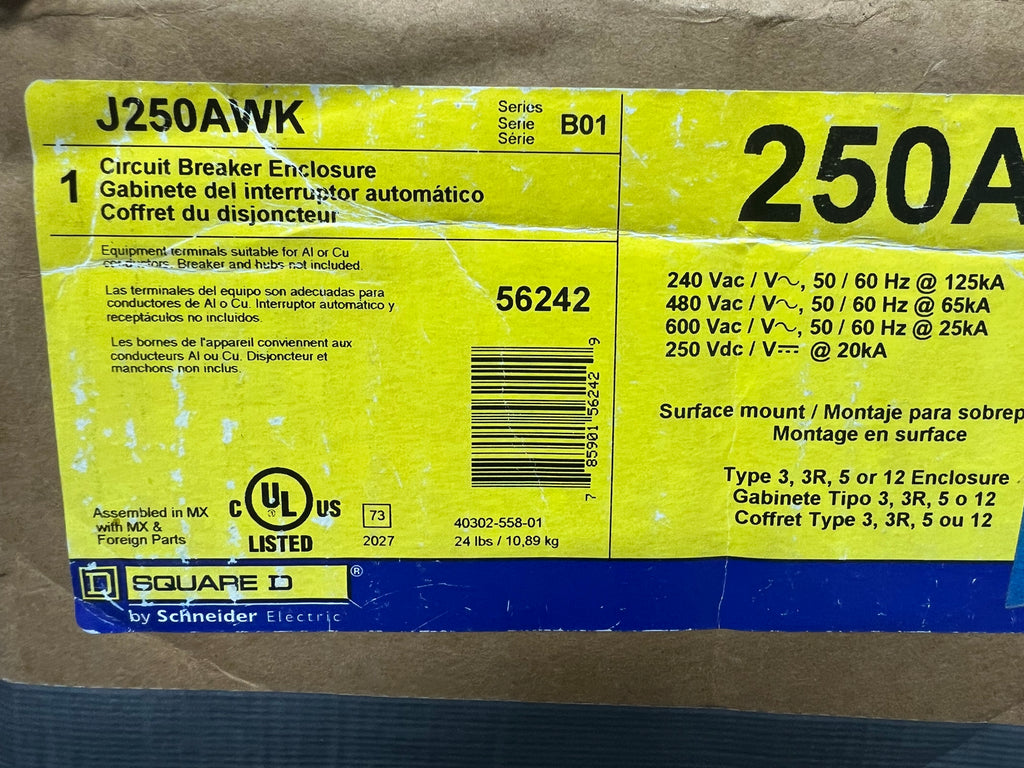 J250AWK
Series
Serie
Série
B01
1
Circuit Breaker Enclosure
Gabinete del interruptor automático
Coffret du disjoncteur
Equipment terminals suitable for Al or Cu
conductors. Breaker and hubs not included.
Las terminales del equipo son adecuadas para
conductores de Al o Cu. Interruptor automático y
receptáculos no incluidos.
Les bornes de l'appareil conviennent aux
conducteurs Al ou Cu. Disjoncteur et
manchons non inclus.
56242
7 85901 56242 9
Assembled in MX
with MX &
Foreign Parts
C UL US
LISTED
73
2027
40302-558-01
24 lbs / 10,89 kg
250A
240 Vac / V~, 50 / 60 Hz @ 125kA
480 Vac / V~, 50 / 60 Hz @ 65kA
600 Vac / V~, 50 / 60 Hz @ 25kA
250 Vdc / V⎓ @ 20kA
Surface mount / Montaje para sobrep
Montage en surface
Type 3, 3R, 5 or 12 Enclosure
Gabinete Tipo 3, 3R, 5 o 12
Coffret Type 3, 3R, 5 ou 12
SQUARE D ®
by Schneider Electric